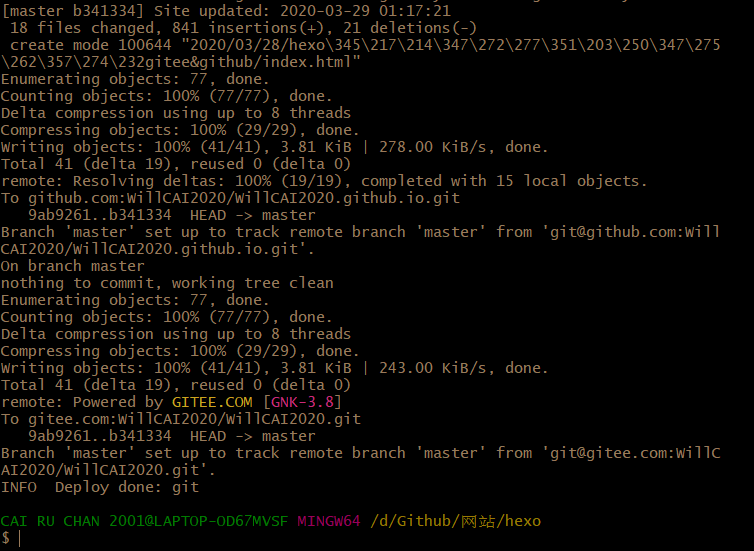 [master b341334] Site updated: 2020-03-29 01:17:21
 18 files changed, 841 insertions(+), 21 deletions(-)
 create mode 100644 "2020/03/28/hexo\345\217\214\347\272\277\351\203\250\347\275
\262\357\274\232gitee&github/index.html"
Enumerating objects: 77, done.
Counting objects: 100% (77/77), done.
Delta compression using up to 8 threads
Compressing objects: 100% (29/29), done.
Writing objects: 100% (41/41), 3.81 KiB | 278.00 KiB/s, done.
Total 41 (delta 19), reused 0 (delta 0)
remote: Resolving deltas: 100% (19/19), completed with 15 local objects.
To github.com:WillCAI2020/WillCAI2020.github.io.git
   9ab9261..b341334  HEAD -> master
Branch 'master' set up to track remote branch 'master' from 'git@github.com:Will
CAI2020/WillCAI2020.github.io.git'.
On branch master
nothing to commit, working tree clean
Enumerating objects: 77, done.
Counting objects: 100% (77/77), done.
Delta compression using up to 8 threads
Compressing objects: 100% (29/29), done.
Writing objects: 100% (41/41), 3.81 KiB | 243.00 KiB/s, done.
Total 41 (delta 19), reused 0 (delta 0)
remote: Powered by GITEE.COM [GNK-3.8]
To gitee.com:WillCAI2020/WillCAI2020.git
   9ab9261..b341334  HEAD -> master
Branch 'master' set up to track remote branch 'master' from 'git@gitee.com:WillC
AI2020/WillCAI2020.git'.
INFO  Deploy done: git
CAI RU CHAN 2001@LAPTOP-OD67MVSF MINGW64 /d/Github/网站/hexo
$